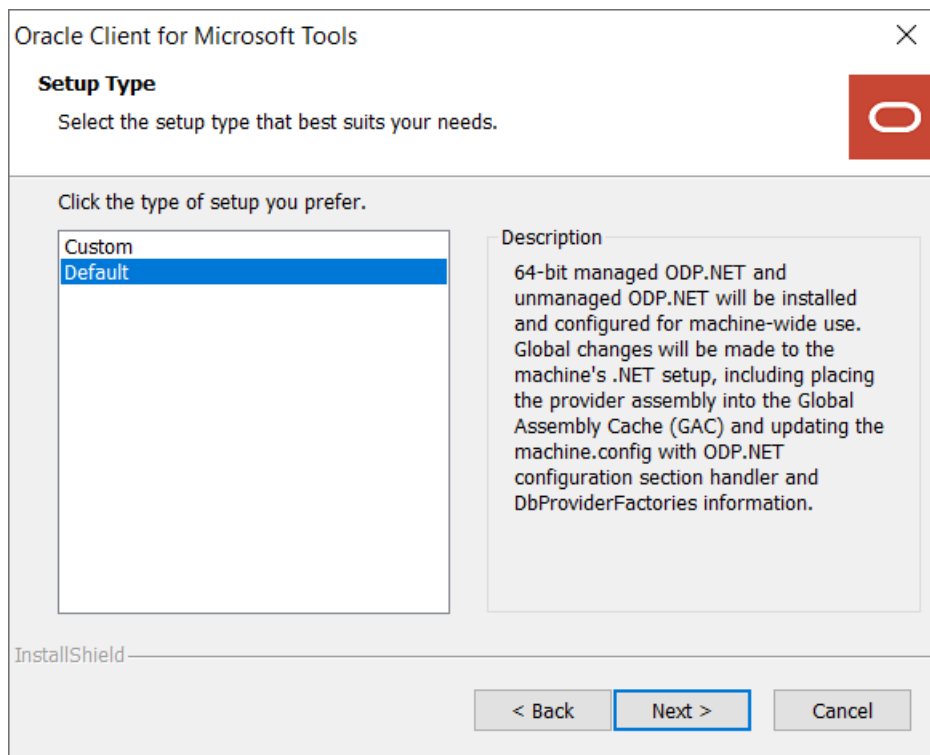 Oracle Client for Microsoft Tools
Setup Type
Select the setup type that best suits your needs.
Click the type of setup you prefer.
Custom
Default
Description
64-bit managed ODP.NET and
unmanaged ODP.NET will be installed
and configured for machine-wide use.
Global changes will be made to the
machine's .NET setup, including placing
the provider assembly into the Global
Assembly Cache (GAC) and updating the
machine.config with ODP.NET
configuration section handler and
DbProviderFactories information.
InstallShield
< Back
Next >
Cancel